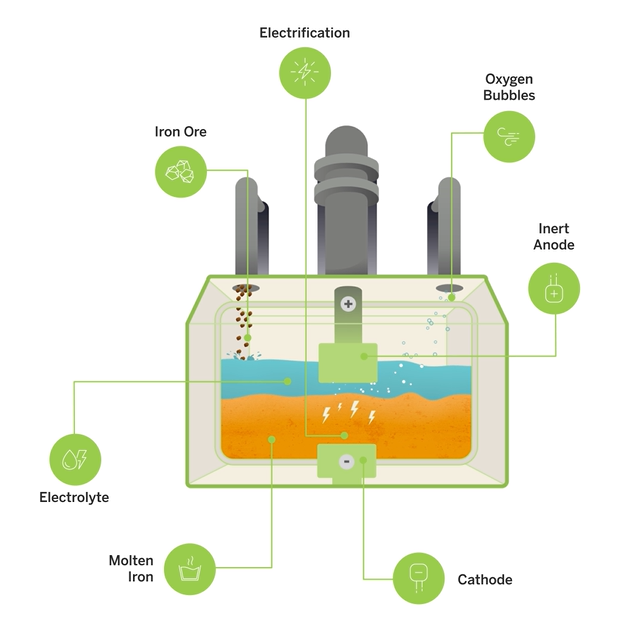 Electrification
Oxygen
Bubbles
Iron Ore
Inert
Anode
Electrolyte
Molten
Iron
Cathode